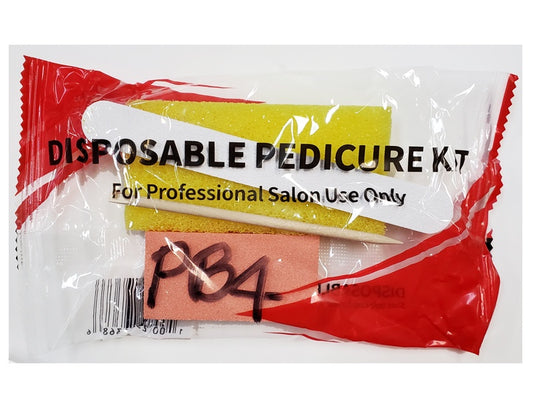 DISPOSABLE PEDICURE KIT
For Professional Salon Use Only
PB4